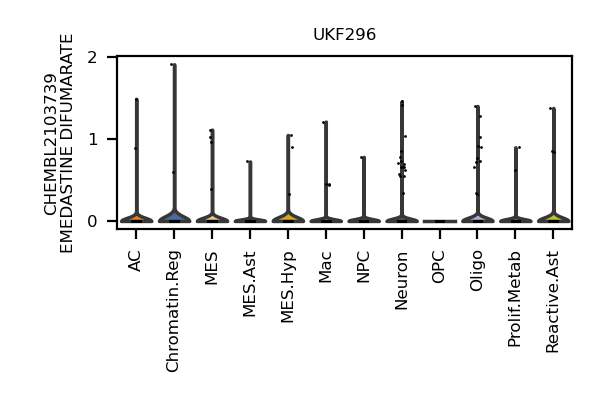 UKF296
CHEMBL2103739
EMEDASTINE DIFUMARATE
2
1
0
AC
Chromatin.Reg
MES
MES.Ast
MES.Hyp
Mac
NPC
Neuron
OPC
Oligo
Prolif.Metab
Reactive.Ast